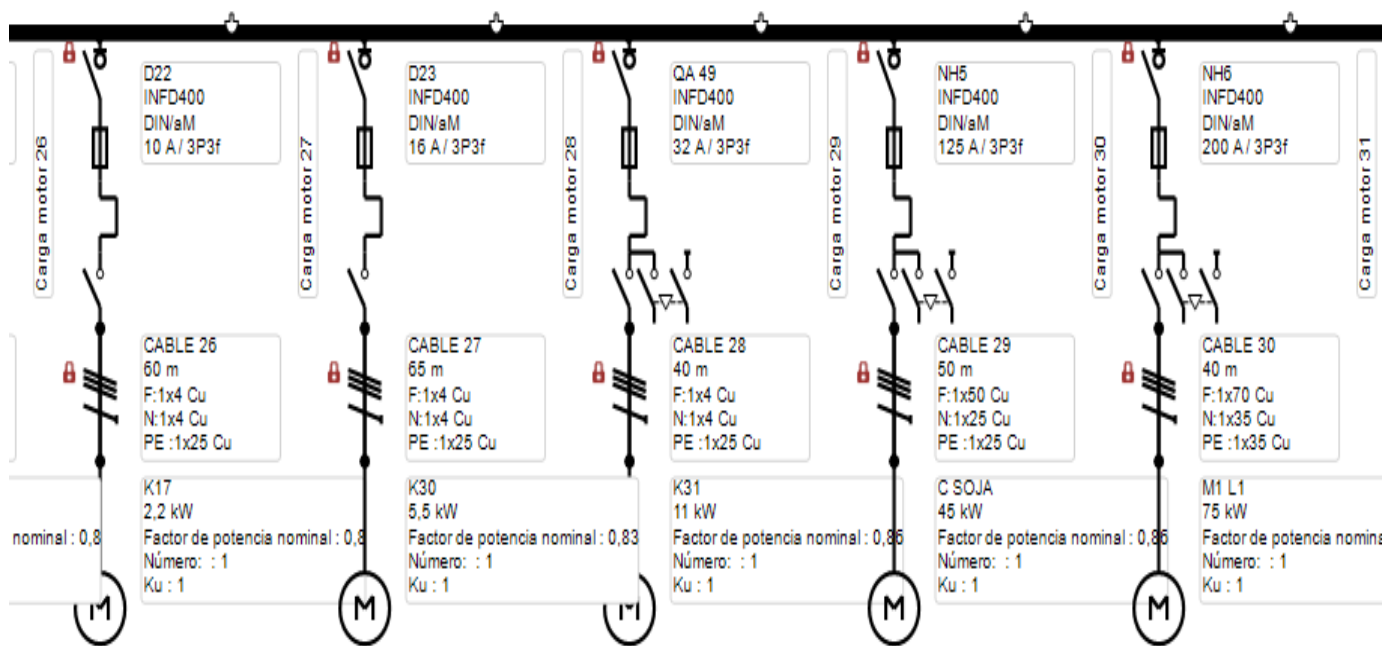 Carga motor 26
D22
INFD400
DIN/aM
10 A / 3P3f
CABLE 26
60 m
F:1x4 Cu
N:1x4 Cu
PE :1x25 Cu
nominal : 0,8
K17
2,2 kW
Factor de potencia nominal : 0,8
Número: : 1
Ku : 1
M
Carga motor 27
D23
INFD400
DIN/aM
16 A / 3P3f
CABLE 27
65 m
F:1x4 Cu
N:1x4 Cu
PE :1x25 Cu
K30
5,5 kW
Factor de potencia nominal : 0,83
Número: : 1
Ku : 1
M
Carga motor 28
QA 49
INFD400
DIN/aM
32 A / 3P3f
CABLE 28
40 m
F:1x4 Cu
N:1x4 Cu
PE :1x25 Cu
K31
11 kW
Factor de potencia nominal : 0,86
Número: : 1
Ku : 1
M
Carga motor 29
NH5
INFD400
DIN/aM
125 A / 3P3f
CABLE 29
50 m
F:1x50 Cu
N:1x25 Cu
PE :1x25 Cu
C SOJA
45 kW
Factor de potencia nominal : 0,86
Número: : 1
Ku : 1
M
Carga motor 30
NH6
INFD400
DIN/aM
200 A / 3P3f
CABLE 30
40 m
F:1x70 Cu
N:1x35 Cu
PE :1x35 Cu
M1 L1
75 kW
Factor de potencia nomina
Número: : 1
Ku : 1
M
Carga motor 31